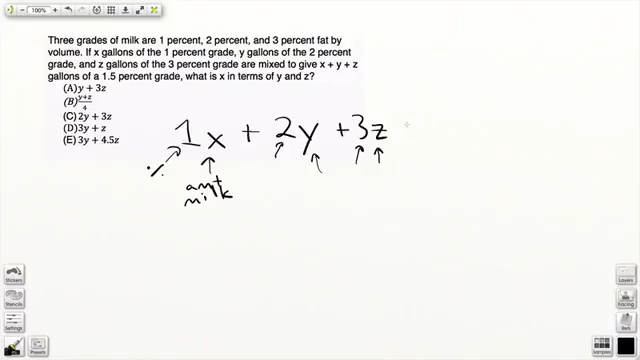 100%
Three grades of milk are 1 percent, 2 percent, and 3 percent fat by
volume. If x gallons of the 1 percent grade, y gallons of the 2 percent
grade, and z gallons of the 3 percent grade are mixed to give x + y + z
gallons of a 1.5 percent grade, what is x in terms of y and z?
(A) y + 3z
(B) y+z/4
(C) 2y + 3z
(D) 3y + z
(E) 3y + 4.5z
1x + 2y + 3z
%
amt
milk
Stickers
Stencils
Settings
Presets
Layers
Samples